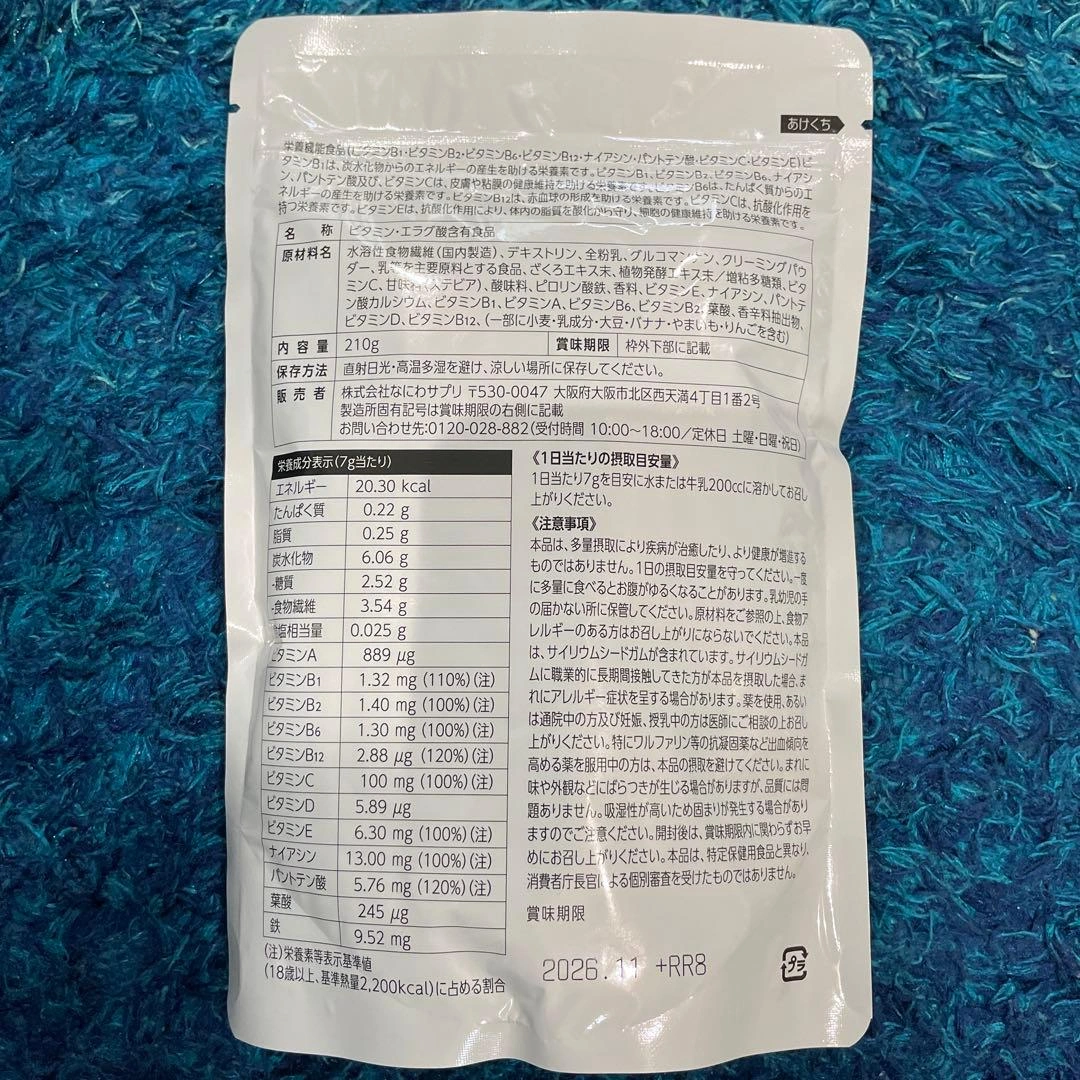 あけくち
栄養機能食品(ビタミンB1・ビタミンB2・ビタミンB6・ビタミンB12・ナイアシン・パントテン酸・ビタミンC・ビタミンE)ビ
タミンB1は、炭水化物からのエネルギーの産生を助ける栄養素です。ビタミンB1、ビタミンB2、ビタミンB6、ナイアシ
ン、パントテン酸及び、ビタミンCは、皮膚や粘膜の健康維持を助ける栄養素です。ビタミンB6は、たんぱく質からのエ
ネルギーの産生を助ける栄養素です。ビタミンB12は、赤血球の形成を助ける栄養素です。ビタミンCは、抗酸化作用を
持つ栄養素です。ビタミンEは、抗酸化作用により、体内の脂質を酸化から守り、細胞の健康維持を助ける栄養素です。
名称 ビタミン・エラグ酸含有食品
原材料名 水溶性食物繊維(国内製造)、デキストリン、全粉乳、グルコマンナン、クリーミングパウ
ダー、乳等を主要原料とする食品、ざくろエキス末、植物発酵エキス末/増粘多糖類、ビタ
ミンC、甘味料(ステビア)、酸味料、ピロリン酸鉄、香料、ビタミンE、ナイアシン、パントテ
ン酸カルシウム、ビタミンB1、ビタミンA、ビタミンB6、ビタミンB2、葉酸、香辛料抽出物、
ビタミンD、ビタミンB12、(一部に小麦・乳成分・大豆・バナナ・やまいも・りんごを含む)
内容量 210g 賞味期限 枠外下部に記載
保存方法 直射日光・高温多湿を避け、涼しい場所に保存してください。
販売者 株式会社なにわサプリ 〒530-0047 大阪府大阪市北区西天満4丁目1番2号
製造所固有記号は賞味期限の右側に記載
お問い合わせ先:0120-028-882(受付時間 10:00～18:00/定休日 土曜・日曜・祝日)
栄養成分表示(7g当たり)
エネルギー 20.30 kcal
たんぱく質 0.22 g
脂質 0.25 g
炭水化物 6.06 g
-糖質 2.52 g
-食物繊維 3.54 g
塩相当量 0.025 g
ビタミンA 889 μg
ビタミンB1 1.32 mg (110%)(注)
ビタミンB2 1.40 mg (100%)(注)
ビタミンB6 1.30 mg (100%)(注)
ビタミンB12 2.88 μg (120%)(注)
ビタミンC 100 mg (100%)(注)
ビタミンD 5.89 μg
ビタミンE 6.30 mg (100%)(注)
ナイアシン 13.00 mg (100%)(注)
パントテン酸 5.76 mg (120%)(注)
葉酸 245 μg
鉄 9.52 mg
(注)栄養素等表示基準値
(18歳以上、基準熱量2,200kcal)に占める割合
《1日当たりの摂取目安量》
1日当たり7gを目安に水または牛乳200ccに溶かしてお召し
上がりください。
《注意事項》
本品は、多量摂取により疾病が治癒したり、より健康が増進する
ものではありません。1日の摂取目安量を守ってください。一度
に多量に食べるとお腹がゆるくなることがあります。乳幼児の手
の届かない所に保管してください。原材料をご参照の上、食物ア
レルギーのある方はお召し上がりにならないでください。本品
は、サイリウムシードガムが含まれています。サイリウムシードガ
ムに職業的に長期間接触してきた方が本品を摂取した場合、ま
れにアレルギー症状を呈する場合があります。薬を使用、あるい
は通院中の方及び妊娠、授乳中の方は医師にご相談の上お召し
上がりください。特にワルファリン等の抗凝固薬など出血傾向を
高める薬を服用中の方は、本品の摂取を避けてください。まれに
味や外観などにばらつきが生じる場合がありますが、品質には問
題ありません。吸湿性が高いため固まりが発生する場合があり
ますのでご注意ください。開封後は、賞味期限内に関わらずお早
めにお召し上がりください。本品は、特定保健用食品と異なり、
消費者庁長官による個別審査を受けたものではありません。
賞味期限
2026.11 +RR8
プラ